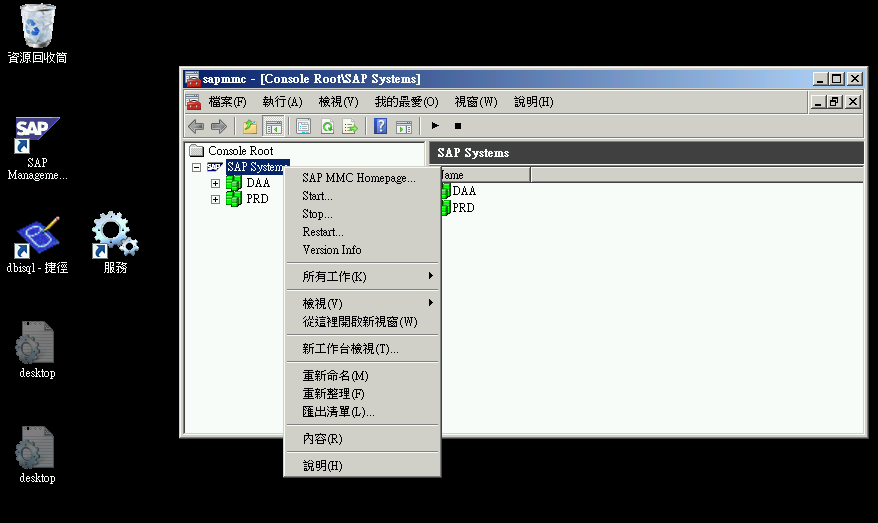 資源回收筒
SAP
SAP
Manageme...
dbisql - 捷徑
服務
desktop
desktop
sapmmc - [Console Root\SAP Systems]
檔案(F) 執行(A) 檢視(V) 我的最愛(O) 視窗(W) 說明(H)
Console Root
SAP Systems
DAA
PRD
SAP Systems
ame
DAA
PRD
SAP MMC Homepage...
Start...
Stop...
Restart...
Version Info
所有工作(K)
檢視(V)
從這裡開啟新視窗(W)
新工作台檢視(T)...
重新命名(M)
重新整理(F)
匯出清單(L)...
內容(R)
說明(H)